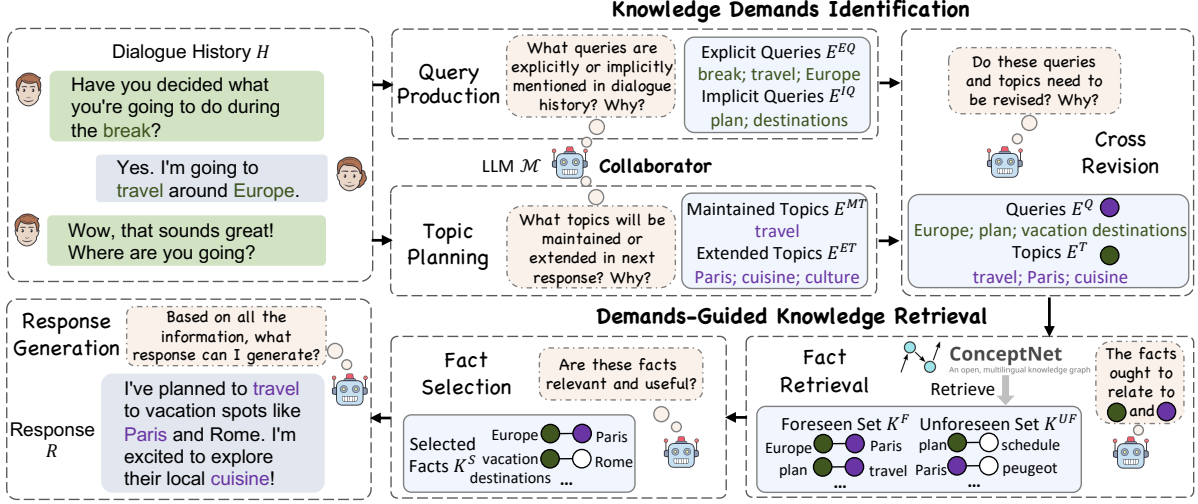 Knowledge Demands Identification
Dialogue History H
Have you decided what
you're going to do during
the break?
Yes. I'm going to
travel around Europe.
Wow, that sounds great!
Where are you going?
Query
Production
What queries are
explicitly or implicitly
mentioned in dialogue
history? Why?
Explicit Queries E^EQ
break; travel; Europe
Implicit Queries E^IQ
plan; destinations
LLM M Collaborator
Topic
Planning
What topics will be
maintained or
extended in next
response? Why?
Maintained Topics E^MT
travel
Extended Topics E^ET
Paris; cuisine; culture
Do these queries
and topics need to
be revised? Why?
Cross
Revision
Queries E^Q
Europe; plan; vacation destinations
Topics E^T
travel; Paris; cuisine
Demands-Guided Knowledge Retrieval
Fact
Retrieval
ConceptNet
An open, multilingual knowledge graph
Retrieve
The facts
ought to
relate to
and
Foreseen Set K^F
Europe Paris
plan travel
...
Unforeseen Set K^UF
plan schedule
Paris peugeot
...
Fact
Selection
Are these facts
relevant and useful?
Selected
Facts K^S
Europe Paris
vacation
destinations
Rome
...
Response
Generation
Based on all the
information, what
response can I generate?
Response
R
I've planned to travel
to vacation spots like
Paris and Rome. I'm
excited to explore
their local cuisine!